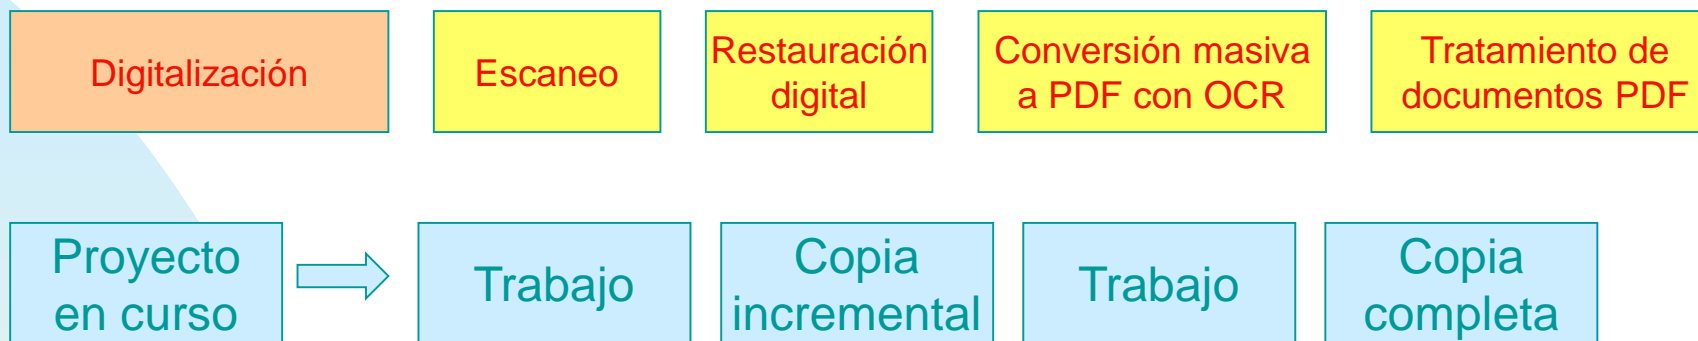 Digitalización
Escaneo
Restauración
digital
Conversión masiva
a PDF con OCR
Tratamiento de
documentos PDF
Proyecto
en curso
Trabajo
Copia
incremental
Trabajo
Copia
completa